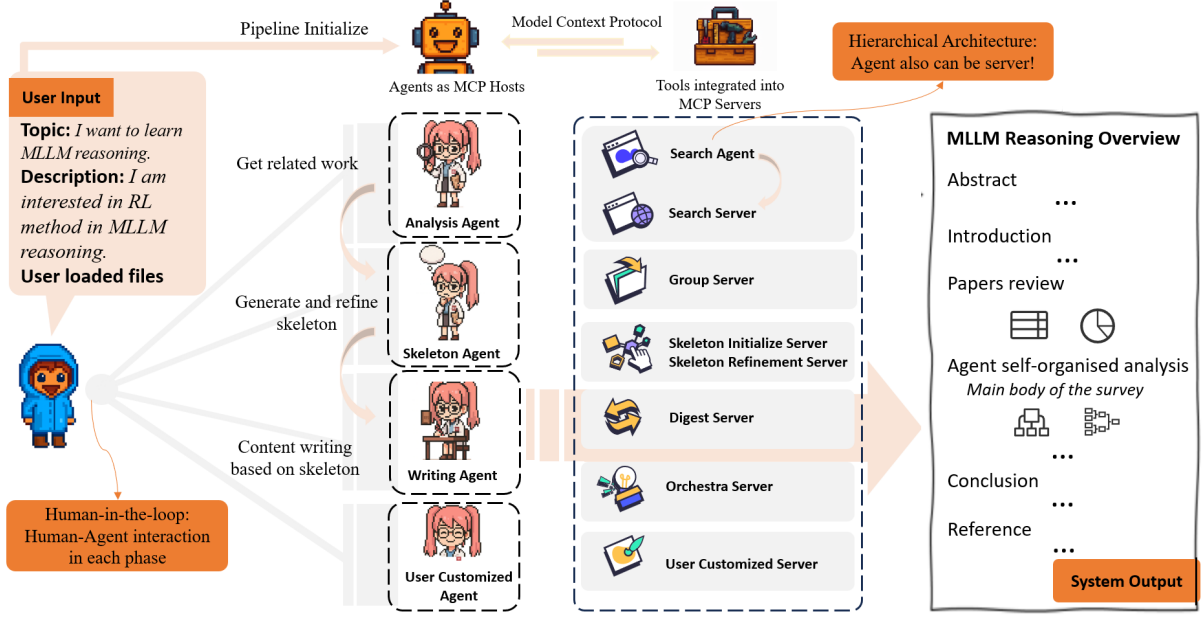 Pipeline Initialize
Model Context Protocol
Agents as MCP Hosts
Tools integrated into
MCP Servers
Hierarchical Architecture:
Agent also can be server!
User Input
Topic: I want to learn
MLLM reasoning.
Description: I am
interested in RL
method in MLLM
reasoning.
User loaded files
Get related work
Generate and refine
skeleton
Content writing
based on skeleton
Human-in-the-loop:
Human-Agent interaction
in each phase
Analysis Agent
Skeleton Agent
Writing Agent
User Customized
Agent
Search Agent
Search Server
Group Server
Skeleton Initialize Server
Skeleton Refinement Server
Digest Server
Orchestra Server
User Customized Server
MLLM Reasoning Overview
Abstract
...
Introduction
...
Papers review
Agent self-organised analysis
Main body of the survey
...
Conclusion
...
Reference
...
System Output